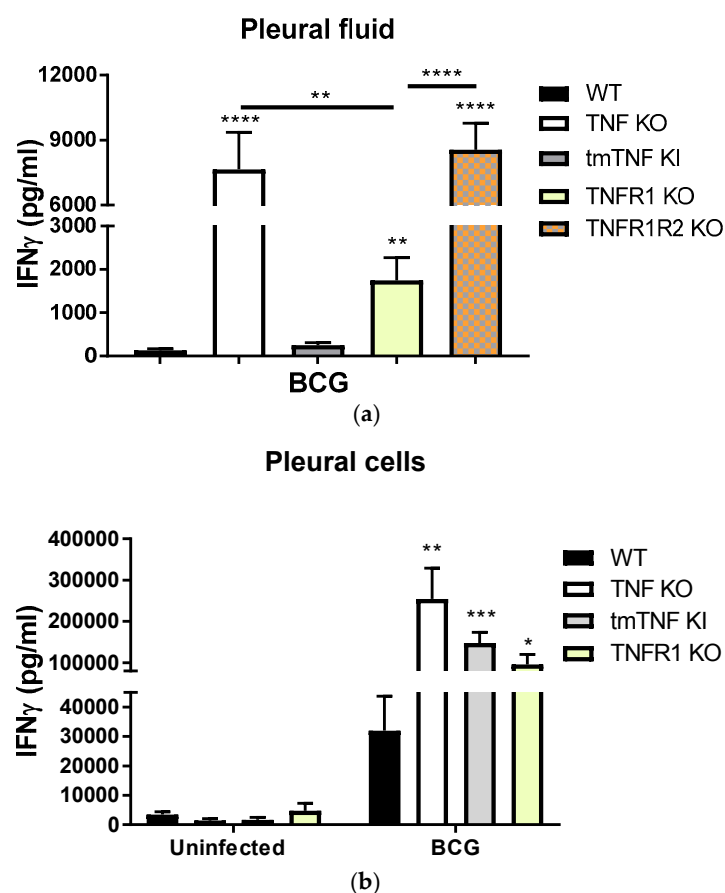 Pleural fluid
12000
9000
6000
3000
2000
1000
0
IFNγ (pg/ml)
****
**
**
****
****
BCG
WT
TNF KO
tmTNF KI
TNFR1 KO
TNFR1R2 KO
(a)
Pleural cells
400000
300000
200000
100000
40000
30000
20000
10000
0
IFNγ (pg/ml)
**
***
*
Uninfected
BCG
WT
TNF KO
tmTNF KI
TNFR1 KO
(b)